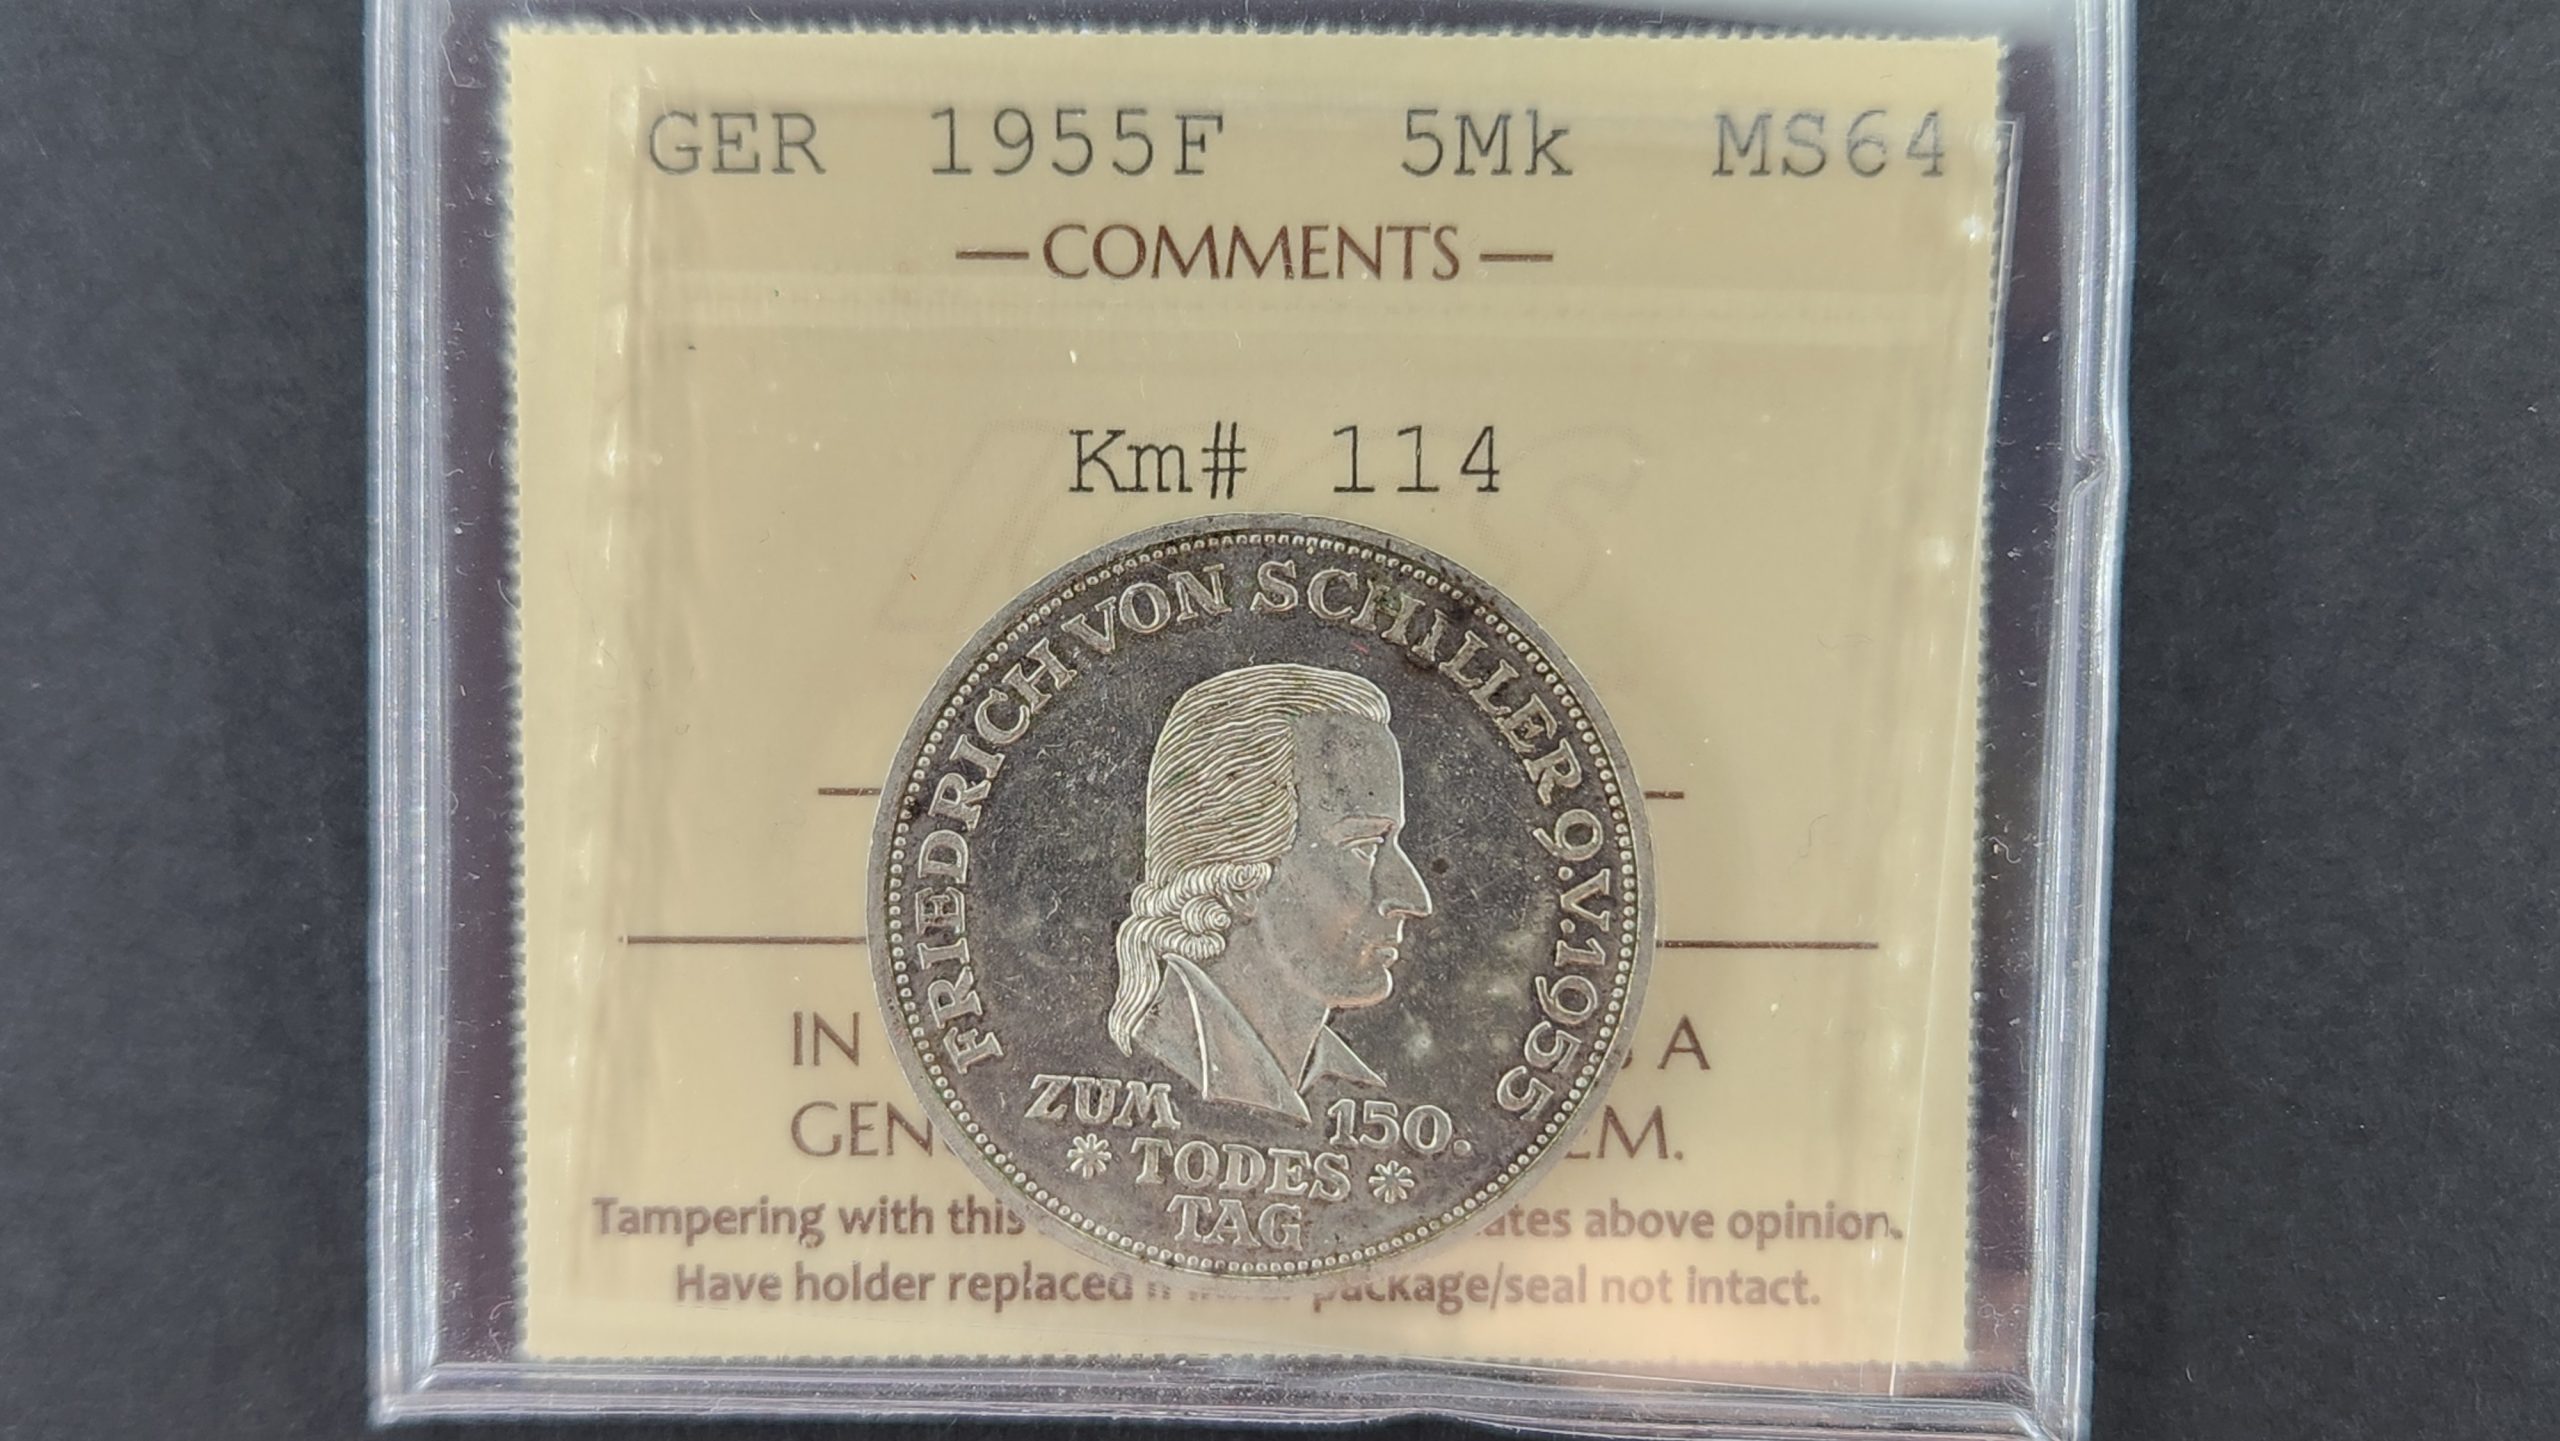 GER 1955F 5Mk MS64
COMMENTS
Km# 114
FRIEDRICH VON SCHILLER 9.V.1955
ZUM 150.
* TODES *
TAG
IN A
GEN EM.
Tampering with this ates above opinion.
Have holder replaced package/seal not intact.